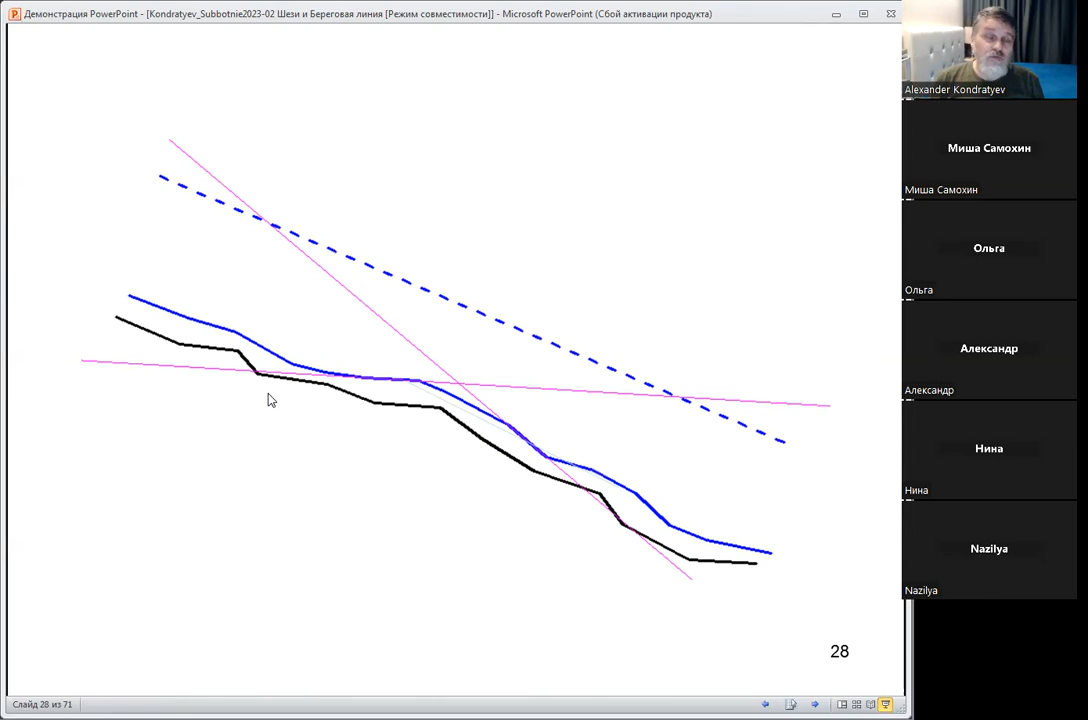 Демонстрация PowerPoint - [Kondratyev_Subbotnie2023-02 Шези и Береговая линия [Режим совместимости]] - Microsoft PowerPoint (Сбой активации продукта)
Alexander Kondratyev
Миша Самохин
Миша Самохин
Ольга
Ольга
Александр
Александр
Нина
Нина
Nazilya
Nazilya
28
Слайд 28 из 71